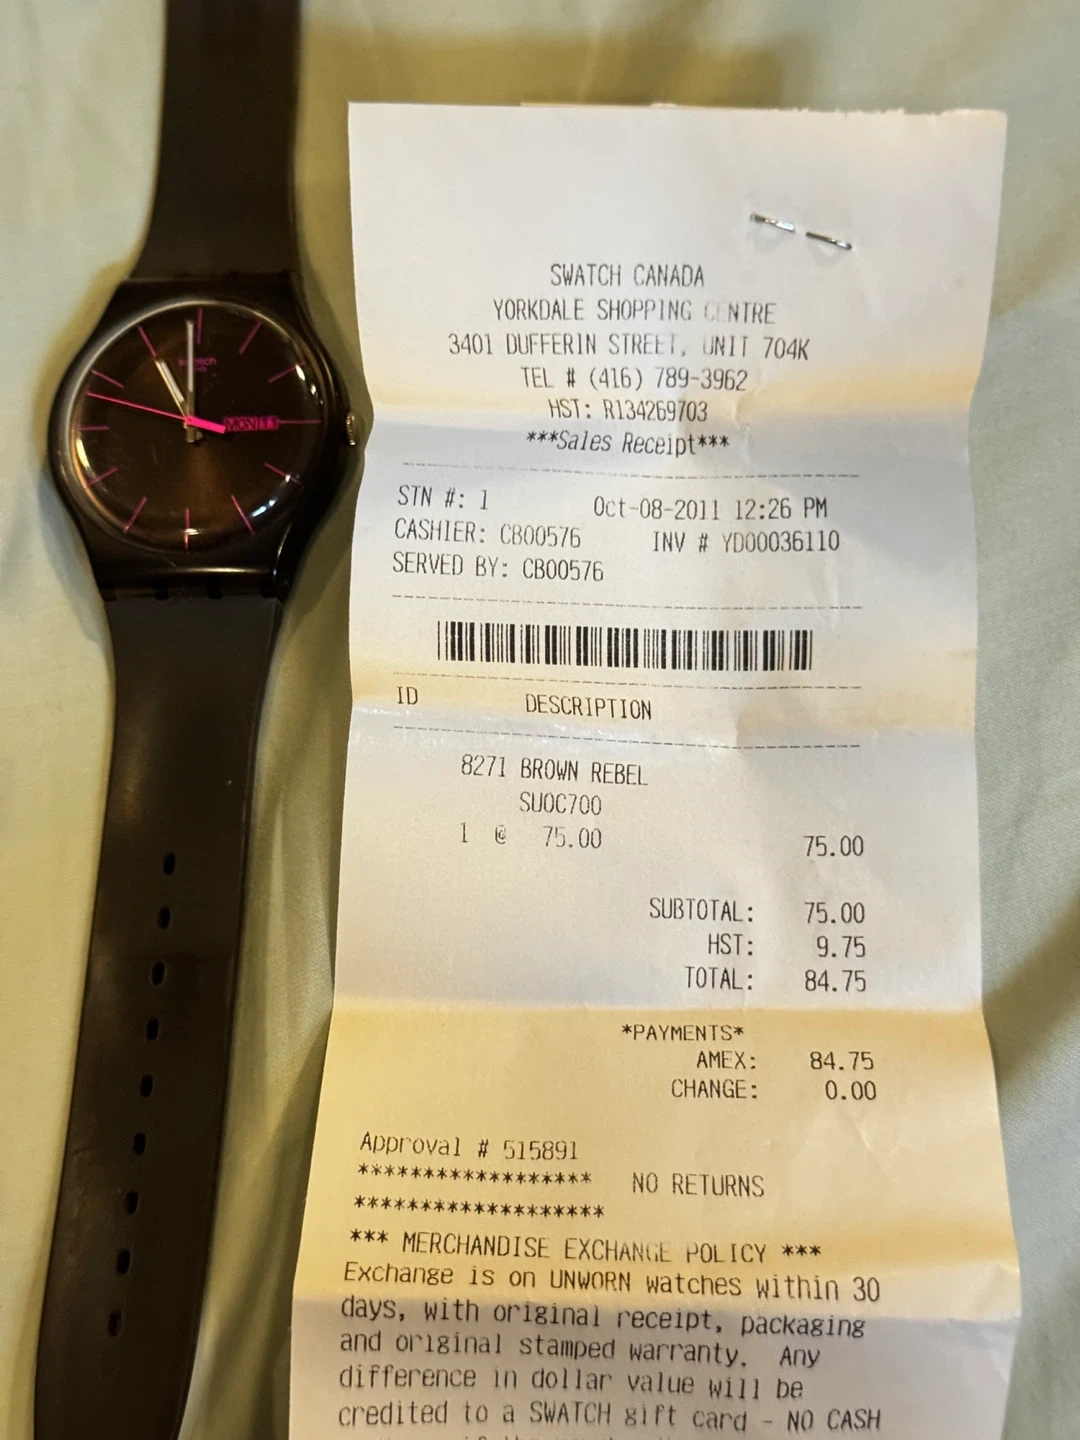 swatch
MON 11
SWATCH CANADA
YORKDALE SHOPPING CENTRE
3401 DUFFERIN STREET, UNIT 704K
TEL # (416) 789-3962
HST: R134269703
***Sales Receipt***
STN #: 1 Oct-08-2011 12:26 PM
CASHIER: CB00576 INV # YD00036110
SERVED BY: CB00576
ID DESCRIPTION
8271 BROWN REBEL
SUOC700
1 @ 75.00 75.00
SUBTOTAL: 75.00
HST: 9.75
TOTAL: 84.75
*PAYMENTS*
AMEX: 84.75
CHANGE: 0.00
Approval # 515891
****************** NO RETURNS
*******************
*** MERCHANDISE EXCHANGE POLICY ***
Exchange is on UNWORN watches within 30
days, with original receipt, packaging
and original stamped warranty. Any
difference in dollar value will be
credited to a SWATCH gift card - NO CASH